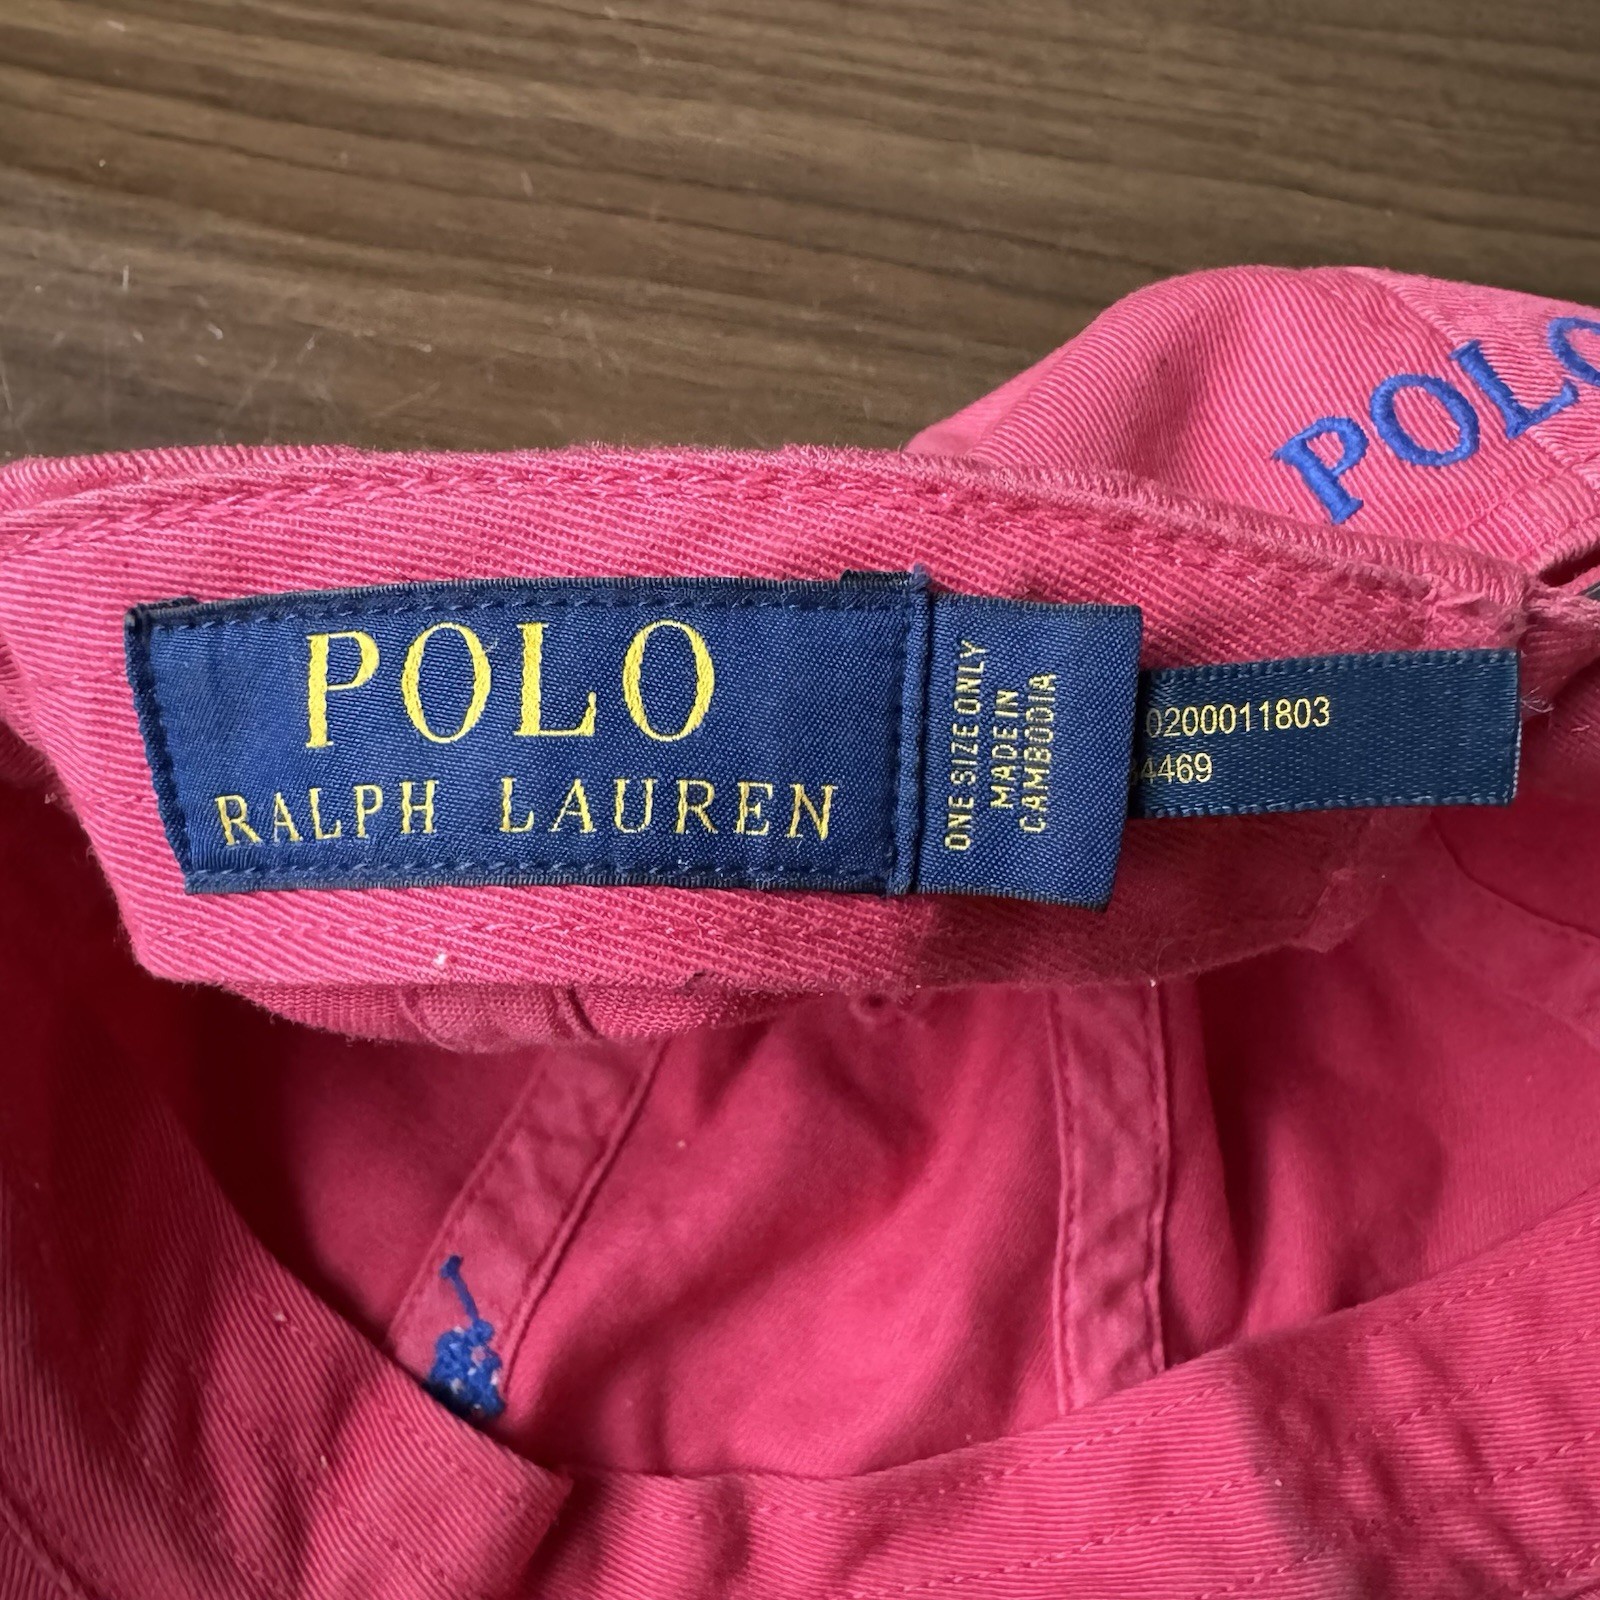 POLO
POLO
RALPH LAUREN
ONE SIZE ONLY
MADE IN
CAMBODIA
0200011803
4469